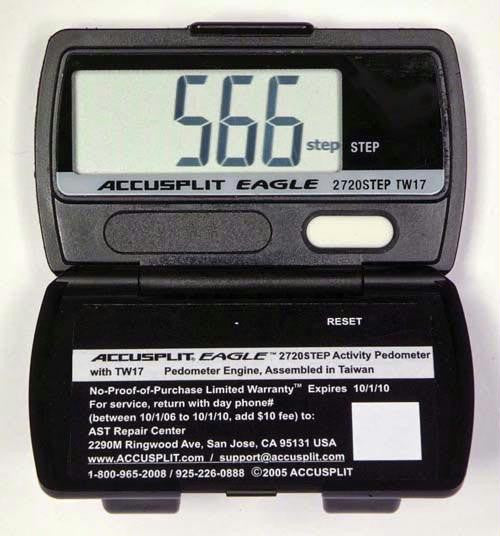 566 step STEP
ACCUSPLIT EAGLE 2720STEP TW17
RESET
ACCUSPLIT EAGLE™ 2720STEP Activity Pedometer
with TW17 Pedometer Engine, Assembled in Taiwan
No-Proof-of-Purchase Limited Warranty™ Expires 10/1/10
For service, return with day phone#
(between 10/1/06 to 10/1/10, add $10 fee) to:
AST Repair Center
2290M Ringwood Ave, San Jose, CA 95131 USA
www.ACCUSPLIT.com / support@accusplit.com
1-800-965-2008 / 925-226-0888 ©2005 ACCUSPLIT